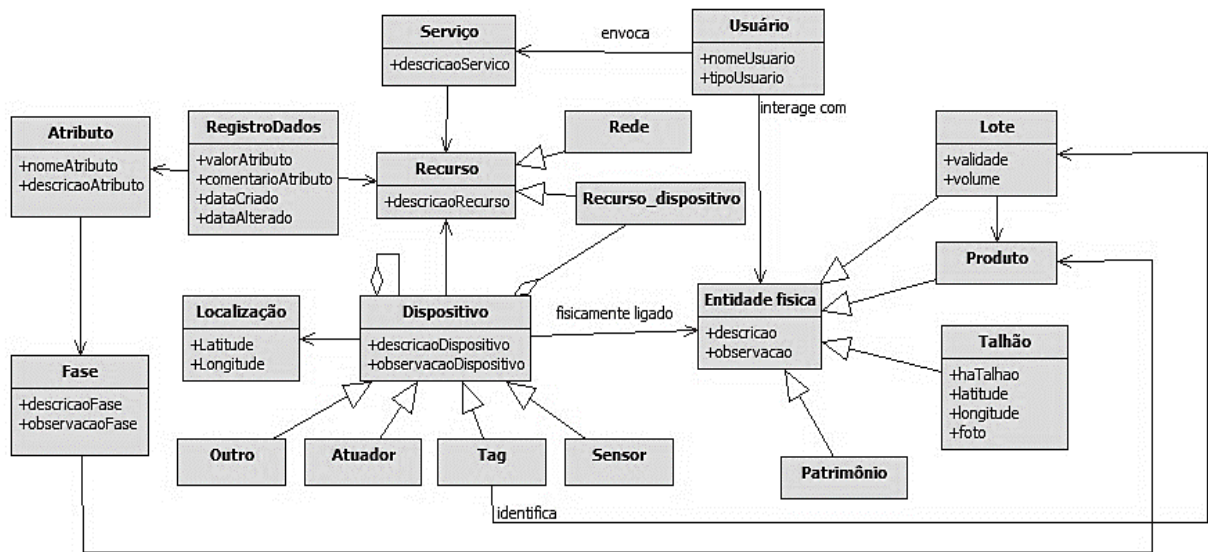 Serviço
+descricaoServico
envoca
Usuário
+nomeUsuario
+tipoUsuario
interage com
Atributo
+nomeAtributo
+descricaoAtributo
RegistroDados
+valorAtributo
+comentarioAtributo
+dataCriado
+dataAlterado
Recurso
+descricaoRecurso
Rede
Recurso_dispositivo
Lote
+validade
+volume
Produto
Localização
+Latitude
+Longitude
Dispositivo
+descricaoDispositivo
+observacaoDispositivo
fisicamente ligado
Entidade fisica
+descricao
+observacao
Talhão
+haTalhao
+latitude
+longitude
+foto
Fase
+descricaoFase
+observacaoFase
Outro
Atuador
Tag
Sensor
Patrimônio
identifica